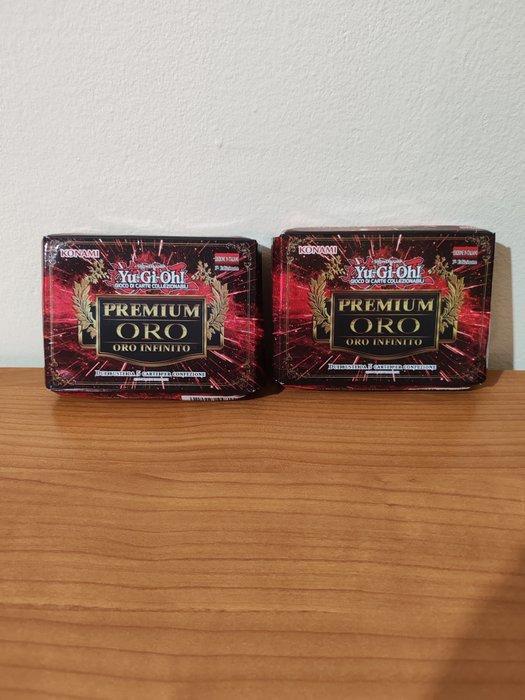 KONAMI
Yu-Gi-Oh!
GIOCO DI CARTE COLLEZIONABILI
PREMIUM
ORO
ORO INFINITO
KONAMI
Yu-Gi-Oh!
GIOCO DI CARTE COLLEZIONABILI
PREMIUM
ORO
ORO INFINITO